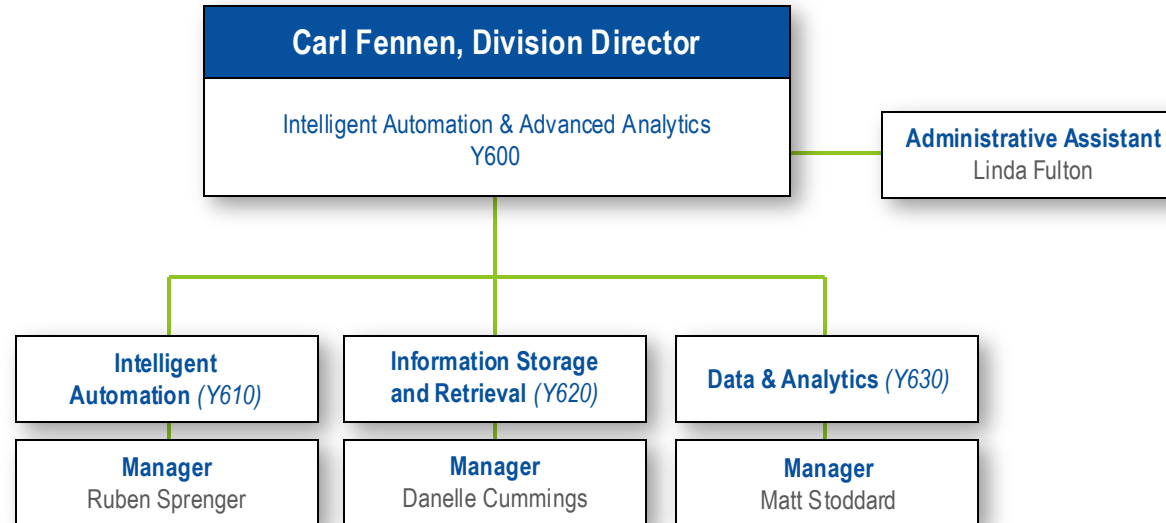 Carl Fennen, Division Director
Intelligent Automation & Advanced Analytics
Y600
Administrative Assistant
Linda Fulton
Intelligent
Automation (Y610)
Information Storage
and Retrieval (Y620)
Data & Analytics (Y630)
Manager
Ruben Sprenger
Manager
Danelle Cummings
Manager
Matt Stoddard